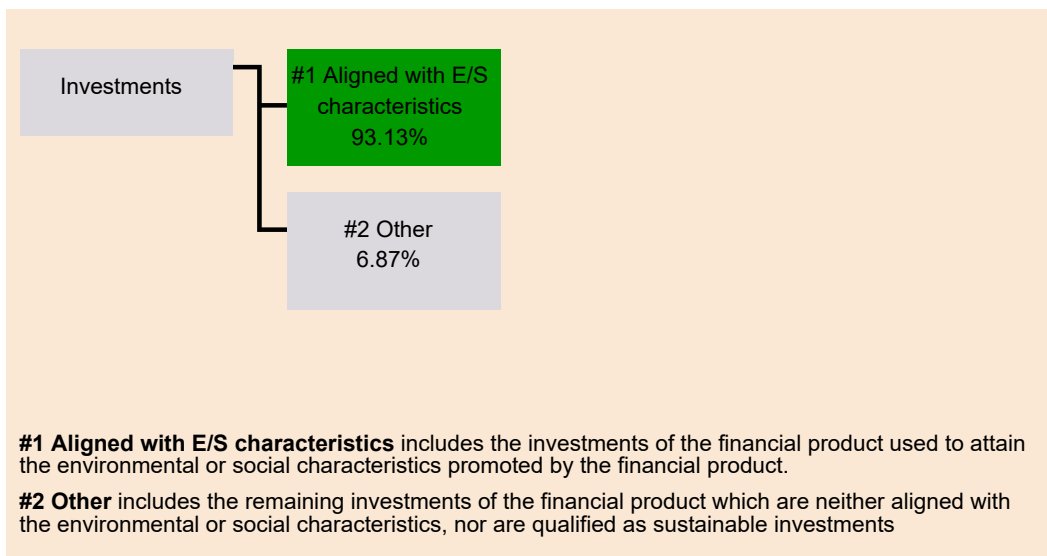 Investments
#1 Aligned with E/S
characteristics
93.13%
#2 Other
6.87%
#1 Aligned with E/S characteristics includes the investments of the financial product used to attain
the environmental or social characteristics promoted by the financial product.
#2 Other includes the remaining investments of the financial product which are neither aligned with
the environmental or social characteristics, nor are qualified as sustainable investments